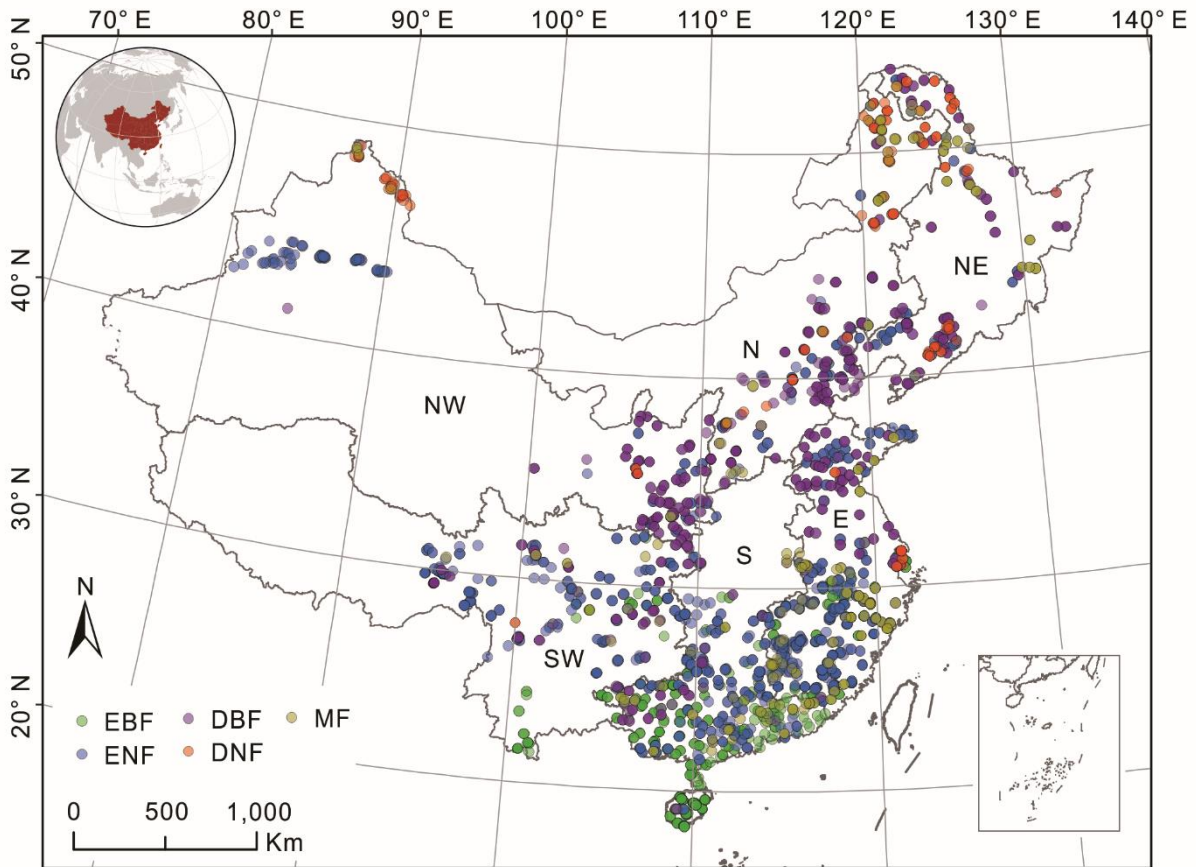 70° E 80° E 90° E 100° E 110° E 120° E 130° E 140° E
50° N
40° N
30° N
20° N
NE
N
NW
E
S
SW
N
EBF DBF MF
ENF DNF
0 500 1,000
Km